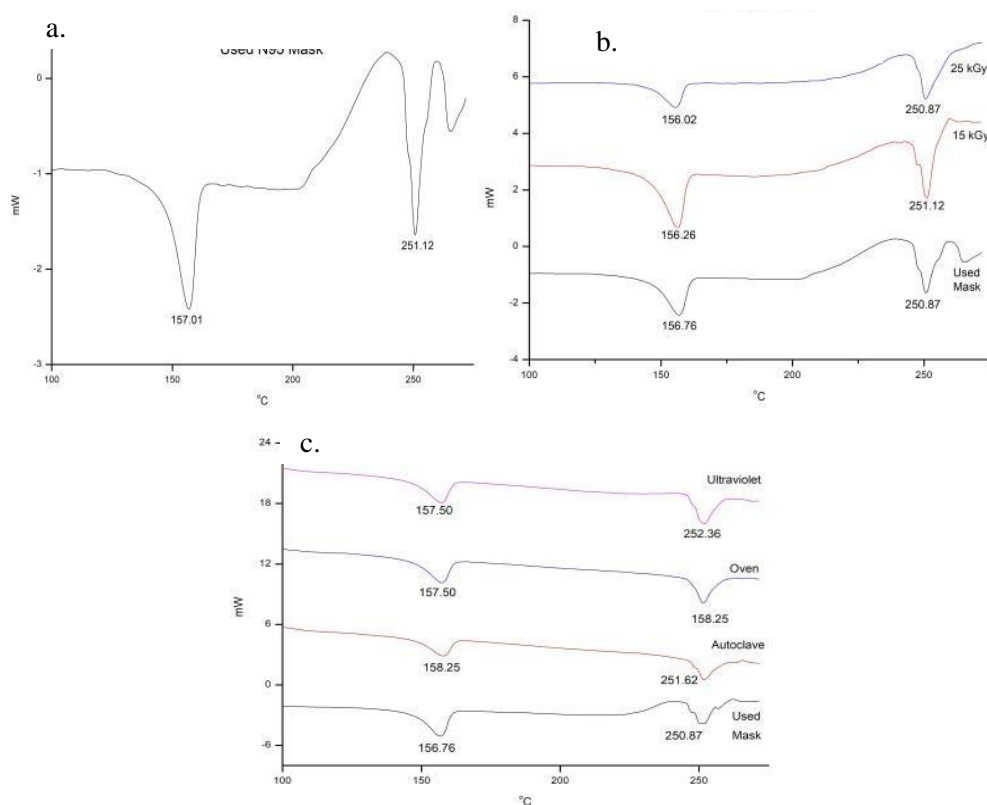 a.
Used N95 Mask
0
-1
-2
-3
mW
157.01
251.12
100
150
200
250
°C
b.
8
6
4
2
0
-2
-4
mW
25 kGy
156.02
250.87
15 kGy
156.26
251.12
Used
Mask
156.76
250.87
100
150
200
250
°C
c.
24
18
12
6
0
-6
mW
Ultraviolet
157.50
252.36
Oven
157.50
158.25
Autoclave
158.25
251.62
Used
Mask
156.76
250.87
100
150
200
250
°C